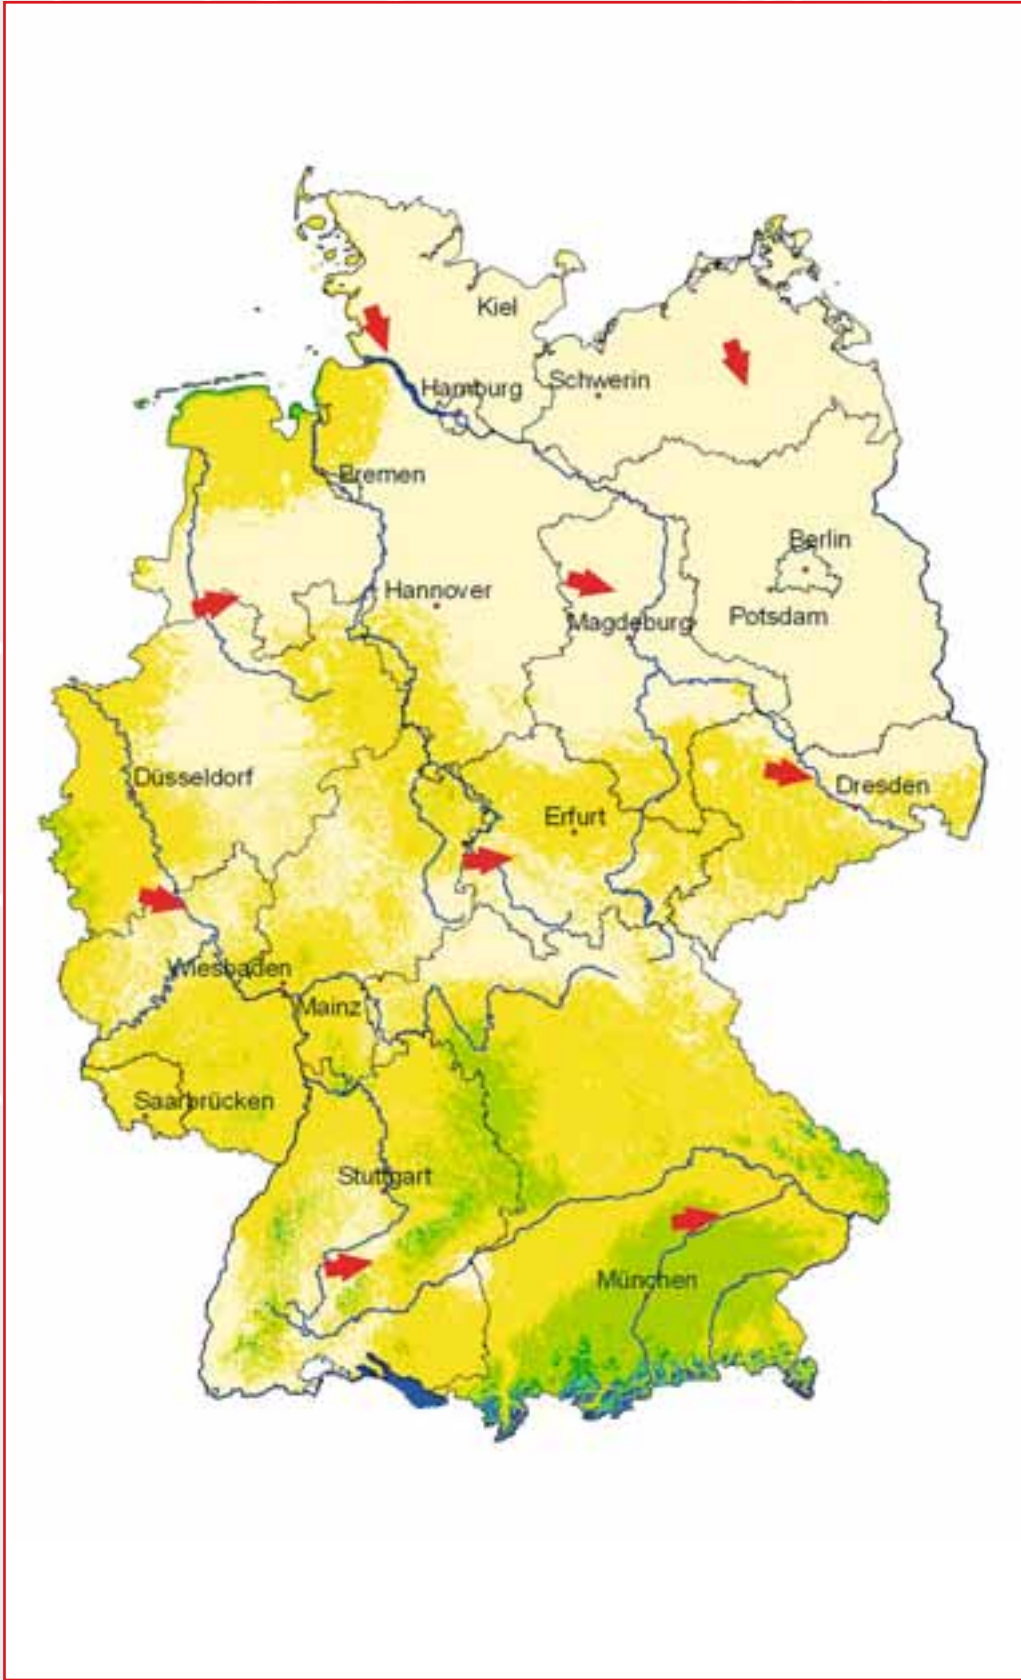 Kiel
Hamburg
Schwerin
Bremen
Berlin
Hannover
Potsdam
Magdeburg
Düsseldorf
Dresden
Erfurt
Wiesbaden
Mainz
Saarbrücken
Stuttgart
München